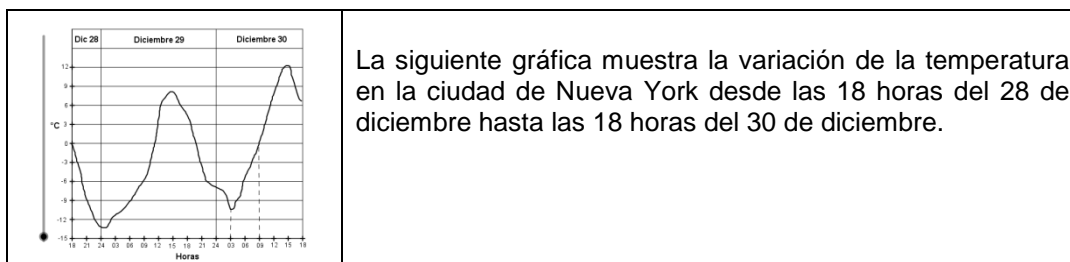 Dic 28 Diciembre 29 Diciembre 30
12
9
6
°C 3
0
-3
-6
-9
-12
-15
18 21 24 03 06 09 12 15 18 21 24 03 06 09 12 15 18
Horas
La siguiente gráfica muestra la variación de la temperatura
en la ciudad de Nueva York desde las 18 horas del 28 de
diciembre hasta las 18 horas del 30 de diciembre.